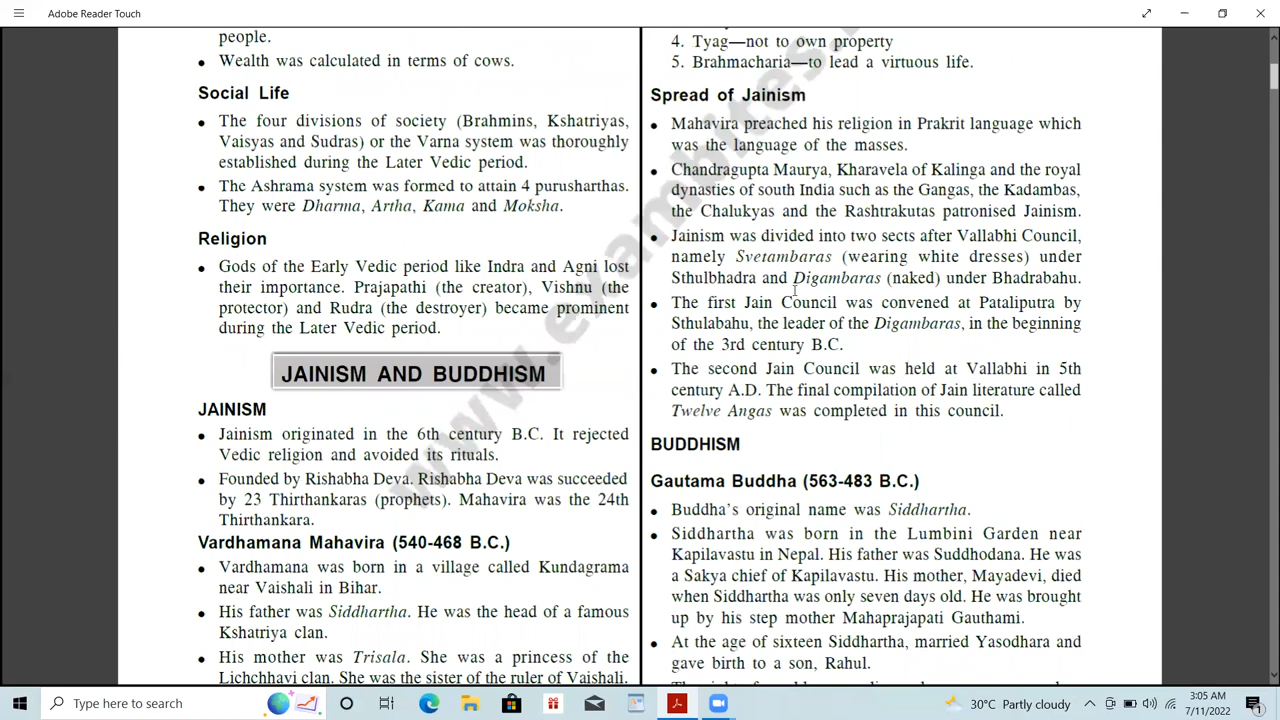 Adobe Reader Touch
people.
• Wealth was calculated in terms of cows.
Social Life
• The four divisions of society (Brahmins, Kshatriyas,
Vaisyas and Sudras) or the Varna system was thoroughly
established during the Later Vedic period.
• The Ashrama system was formed to attain 4 purusharthas.
They were Dharma, Artha, Kama and Moksha.
Religion
• Gods of the Early Vedic period like Indra and Agni lost
their importance. Prajapathi (the creator), Vishnu (the
protector) and Rudra (the destroyer) became prominent
during the Later Vedic period.
JAINISM AND BUDDHISM
JAINISM
• Jainism originated in the 6th century B.C. It rejected
Vedic religion and avoided its rituals.
• Founded by Rishabha Deva. Rishabha Deva was succeeded
by 23 Thirthankaras (prophets). Mahavira was the 24th
Thirthankara.
Vardhamana Mahavira (540-468 B.C.)
• Vardhamana was born in a village called Kundagrama
near Vaishali in Bihar.
• His father was Siddhartha. He was the head of a famous
Kshatriya clan.
• His mother was Trisala. She was a princess of the
Lichchhavi clan. She was the sister of the ruler of Vaishali.
4. Tyag—not to own property
5. Brahmacharia—to lead a virtuous life.
Spread of Jainism
• Mahavira preached his religion in Prakrit language which
was the language of the masses.
• Chandragupta Maurya, Kharavela of Kalinga and the royal
dynasties of south India such as the Gangas, the Kadambas,
the Chalukyas and the Rashtrakutas patronised Jainism.
• Jainism was divided into two sects after Vallabhi Council,
namely Svetambaras (wearing white dresses) under
Sthulbhadra and Digambaras (naked) under Bhadrabahu.
• The first Jain Council was convened at Pataliputra by
Sthulabahu, the leader of the Digambaras, in the beginning
of the 3rd century B.C.
• The second Jain Council was held at Vallabhi in 5th
century A.D. The final compilation of Jain literature called
Twelve Angas was completed in this council.
BUDDHISM
Gautama Buddha (563-483 B.C.)
• Buddha's original name was Siddhartha.
• Siddhartha was born in the Lumbini Garden near
Kapilavastu in Nepal. His father was Suddhodana. He was
a Sakya chief of Kapilavastu. His mother, Mayadevi, died
when Siddhartha was only seven days old. He was brought
up by his step mother Mahaprajapati Gauthami.
• At the age of sixteen Siddhartha, married Yasodhara and
gave birth to a son, Rahul.
Type here to search
30°C Partly cloudy
3:05 AM
7/11/2022
1